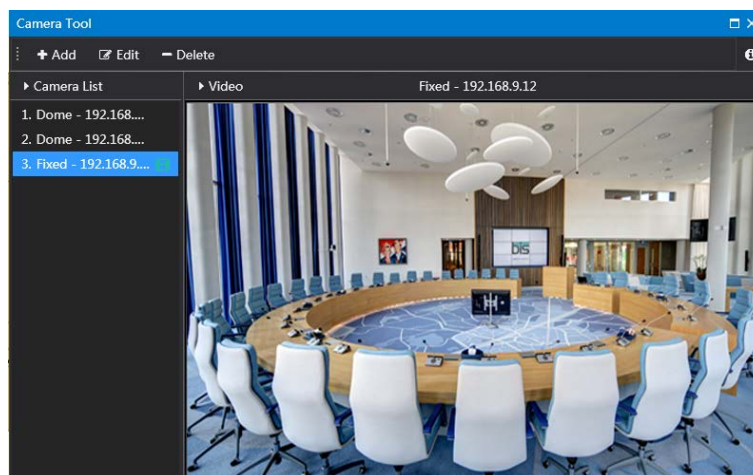 Camera Tool
Add Edit Delete
Camera List
Video
Fixed - 192.168.9.12
1. Dome - 192.168....
2. Dome - 192.168....
3. Fixed - 192.168.9....
DIS